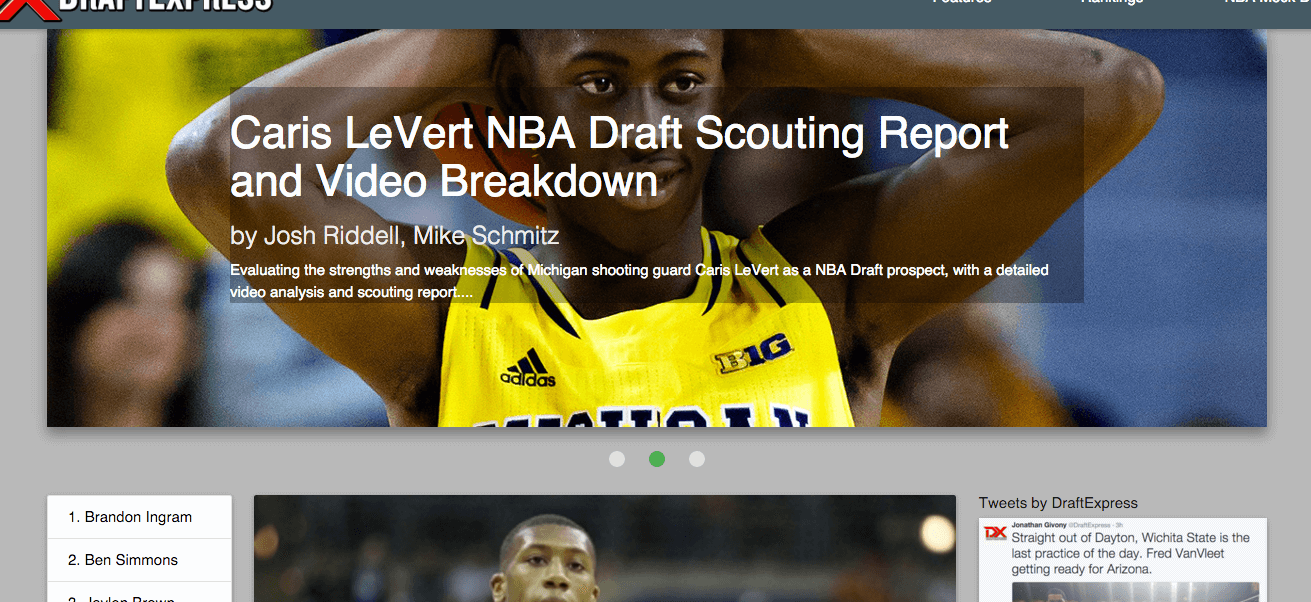 DRAFTEXPRESS
Features
Rankings
NBA Mock D
Caris LeVert NBA Draft Scouting Report
and Video Breakdown
by Josh Riddell, Mike Schmitz
Evaluating the strengths and weaknesses of Michigan shooting guard Caris LeVert as a NBA Draft prospect, with a detailed
video analysis and scouting report....
B1G
adidas
MICHIGAN
1. Brandon Ingram
2. Ben Simmons
3. Jaylen Brown
Tweets by DraftExpress
DX
Jonathan Givony @DraftExpress · 3h
Straight out of Dayton, Wichita State is the
last practice of the day. Fred VanVleet
getting ready for Arizona.